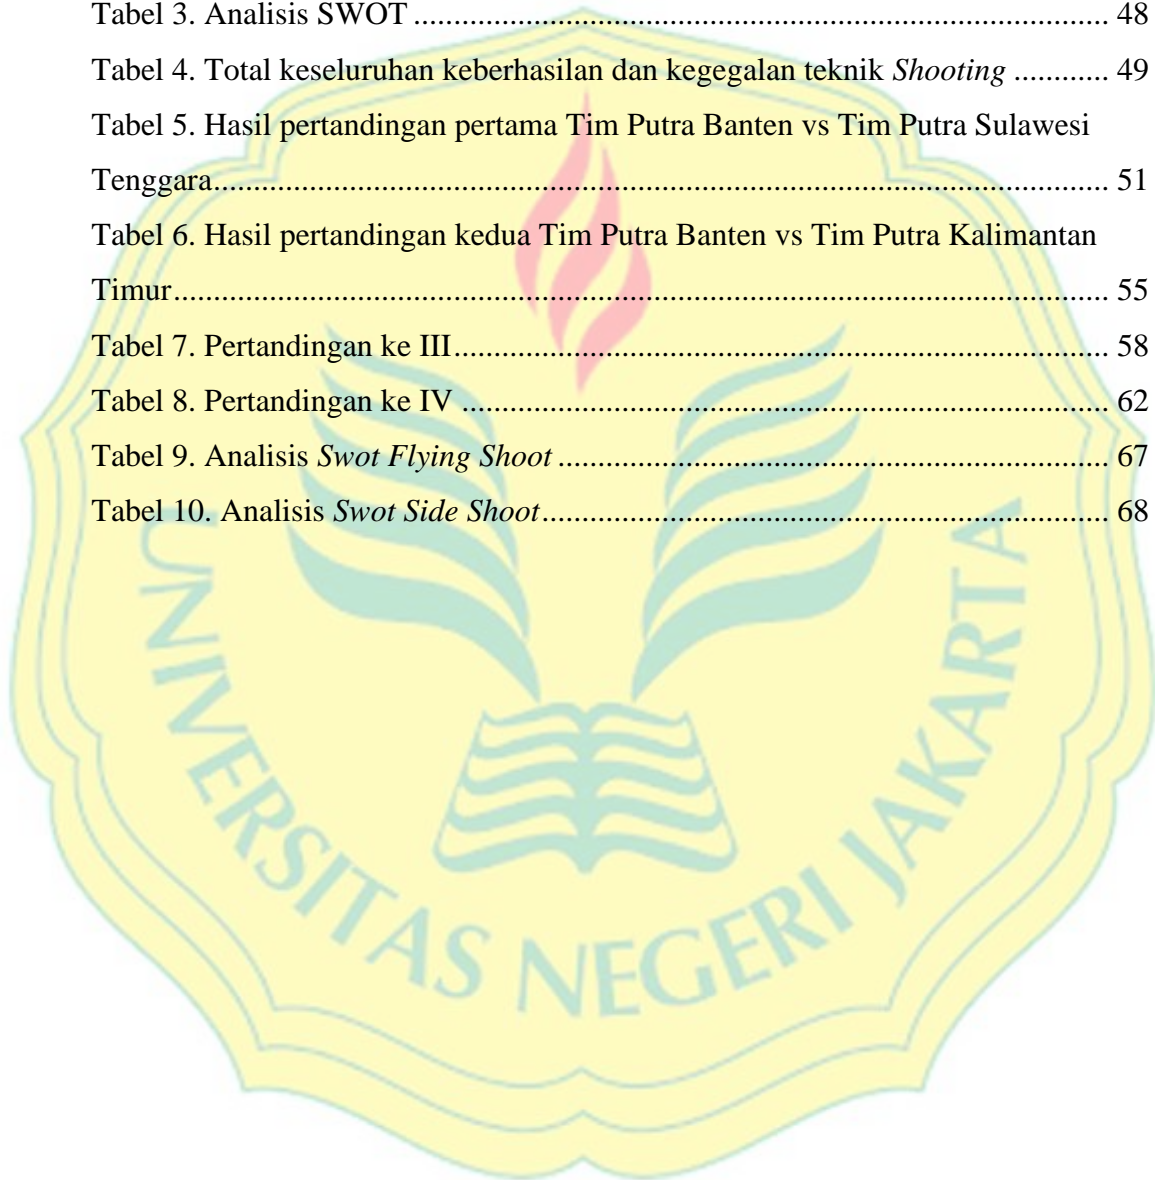 Tabel 3. Analisis SWOT ........................................................................................ 48
Tabel 4. Total keseluruhan keberhasilan dan kegegalan teknik Shooting ............ 49
Tabel 5. Hasil pertandingan pertama Tim Putra Banten vs Tim Putra Sulawesi
Tenggara................................................................................................................. 51
Tabel 6. Hasil pertandingan kedua Tim Putra Banten vs Tim Putra Kalimantan
Timur...................................................................................................................... 55
Tabel 7. Pertandingan ke III................................................................................... 58
Tabel 8. Pertandingan ke IV .................................................................................. 62
Tabel 9. Analisis Swot Flying Shoot ...................................................................... 67
Tabel 10. Analisis Swot Side Shoot........................................................................ 68
UNIVERSITAS NEGERI JAKARTA